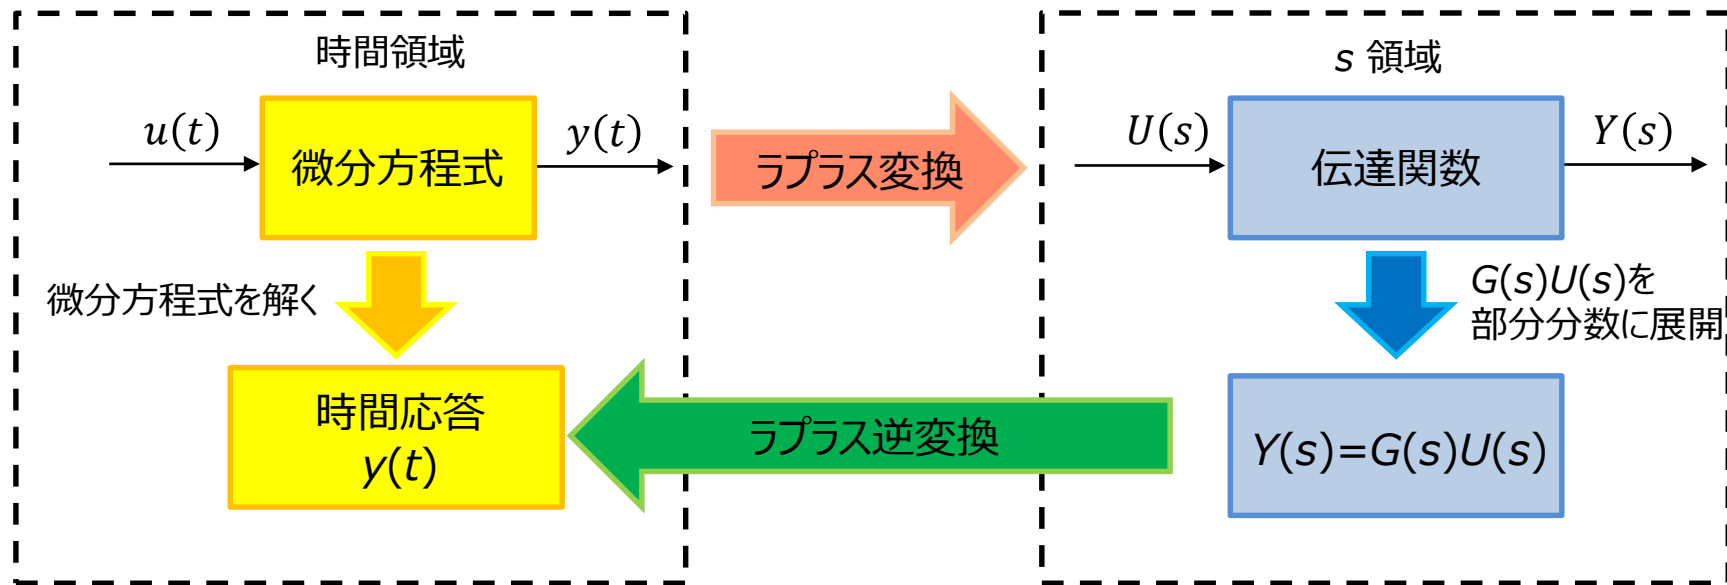 時間領域
u(t)
微分方程式
y(t)
微分方程式を解く
時間応答
y(t)
ラプラス変換
ラプラス逆変換
s 領域
U(s)
伝達関数
Y(s)
G(s)U(s)を
部分分数に展開
Y(s)=G(s)U(s)